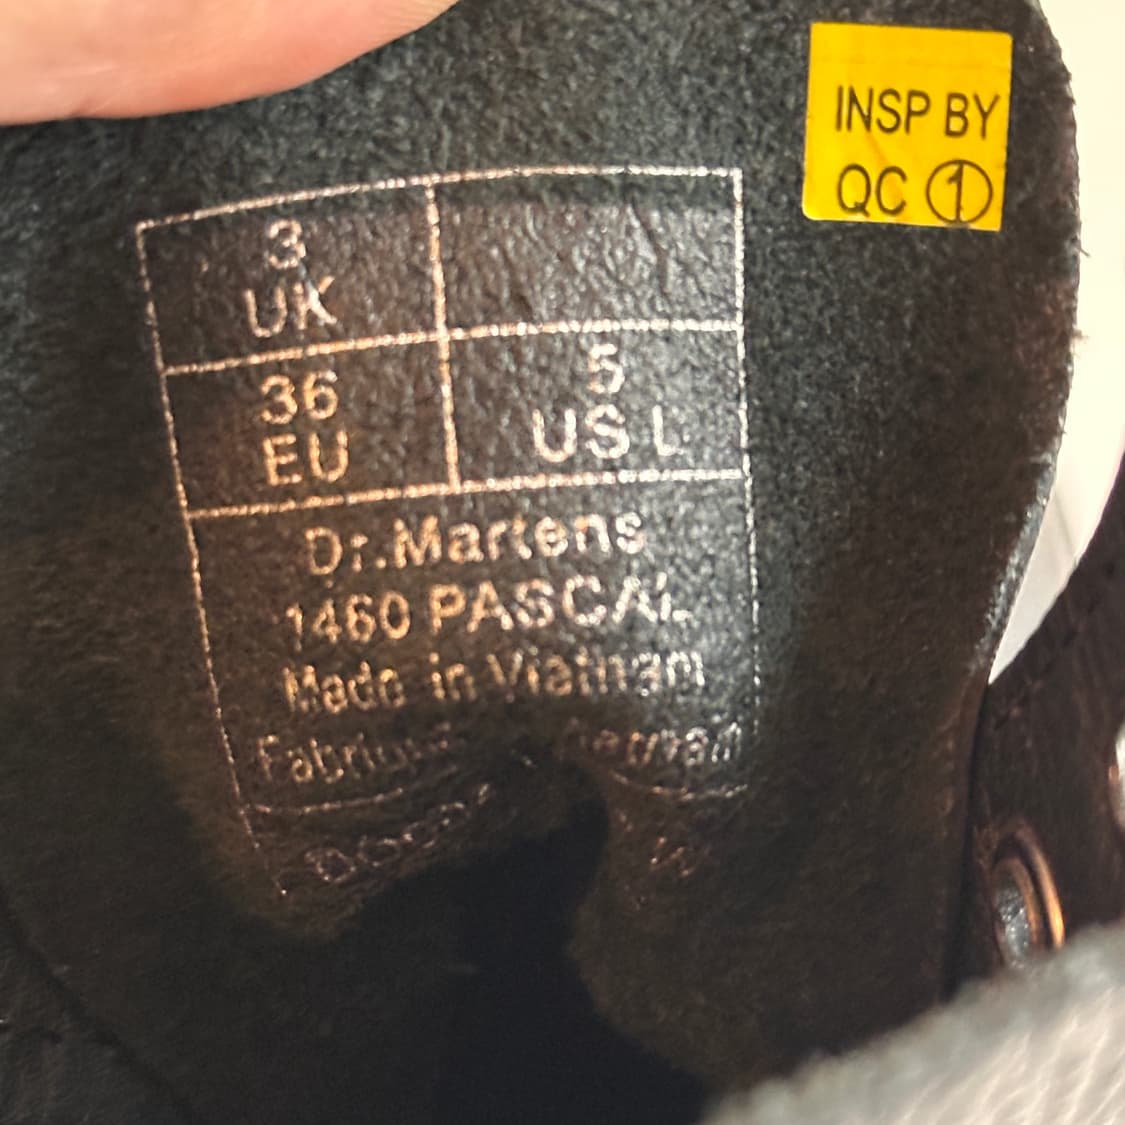 INSP BY
QC 1
3
UK
36
EU
5
US L
Dr.Martens
1460 PASCAL
Made in Vietnam